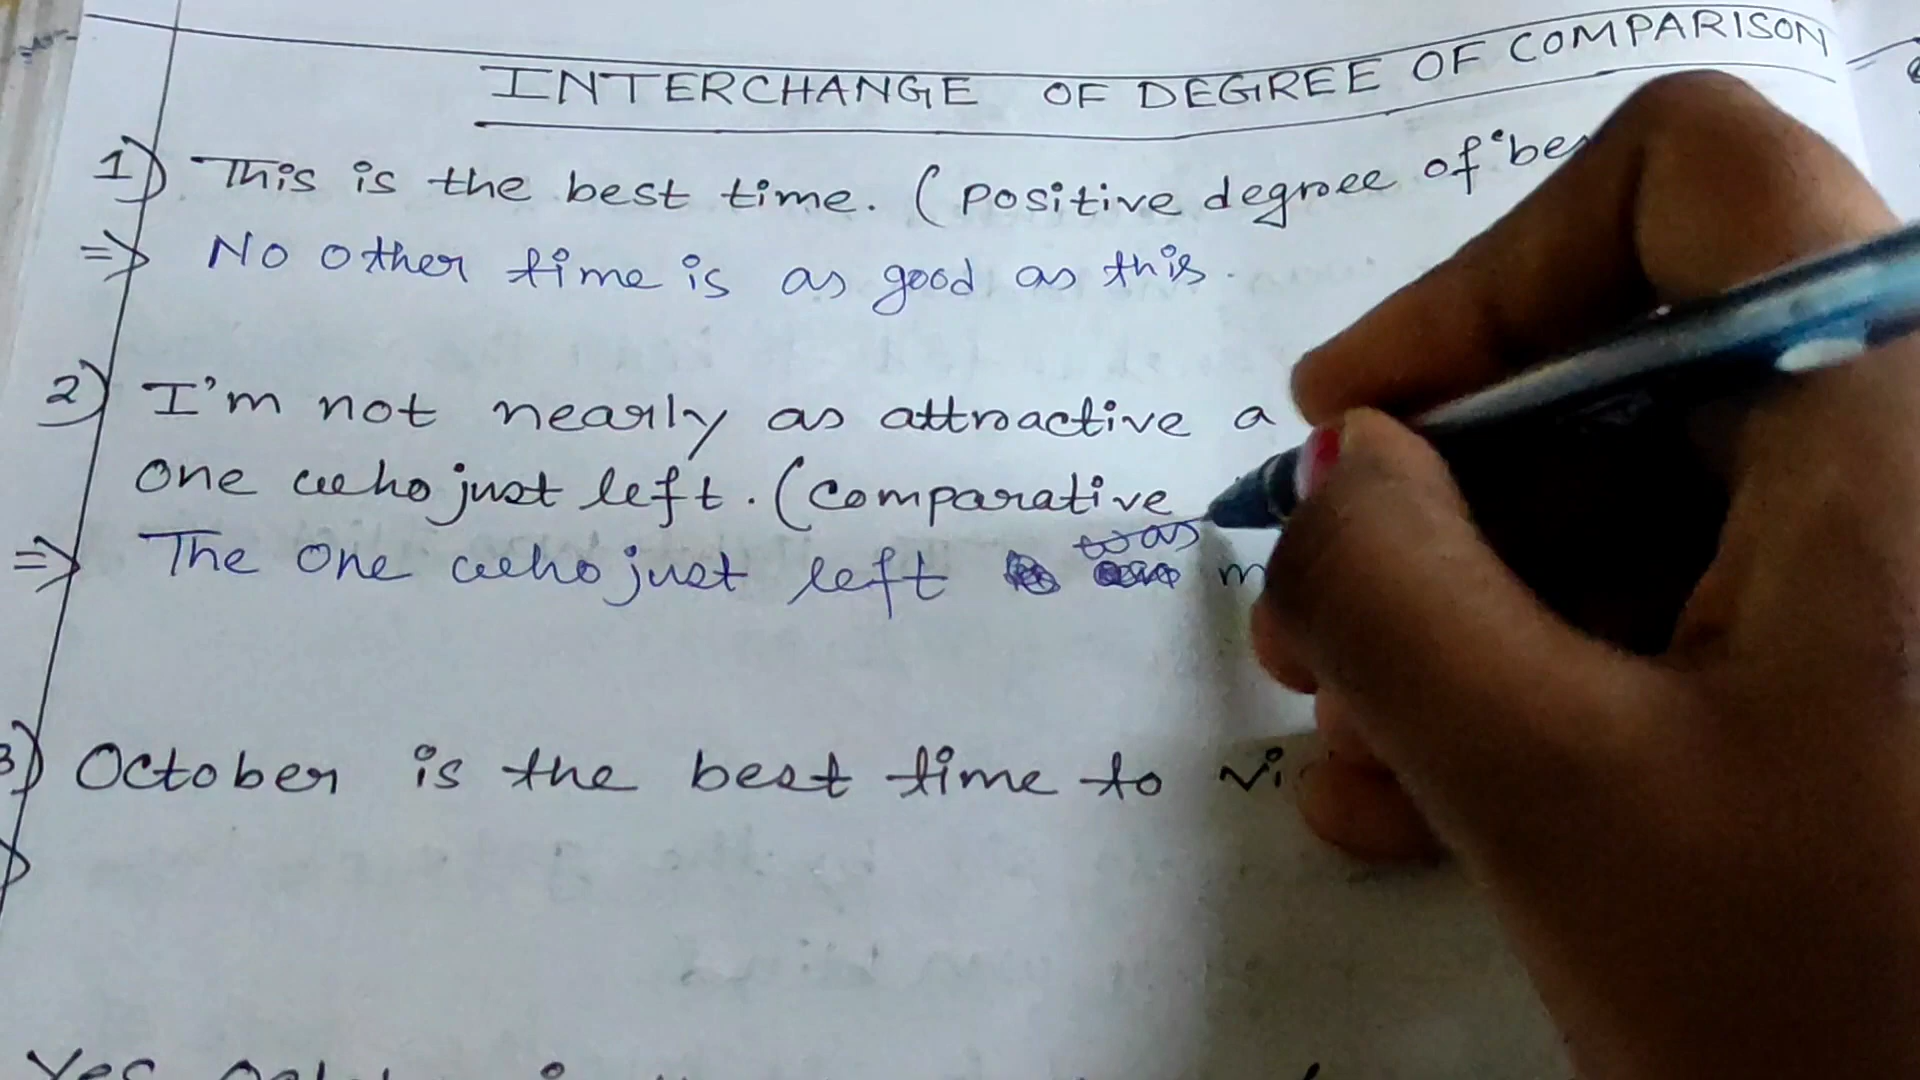 INTERCHANGE OF DEGREE OF COMPARISON
1) This is the best time. (Positive degree of
=> No other time is as good as this.
2) I'm not nearly as attractive
one who just left. (Comparative
=> The one who just left was
3) October is the best time to
Yes